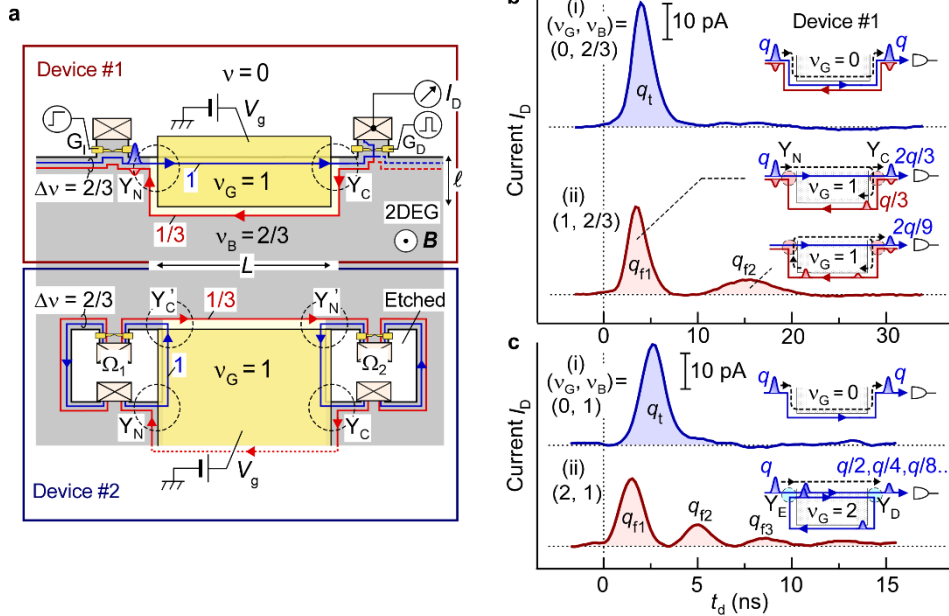 a
Device #1
ν = 0
V_g
I_D
G_I
G_D
Δν = 2/3
Y_N
1
ν_G = 1
Y_C
ℓ
1/3
ν_B = 2/3
2DEG
B
L
Δν = 2/3
Y_C'
1/3
Y_N'
Etched
Ω_1
1
ν_G = 1
Ω_2
Y_N
Y_C
V_g
Device #2
b
(i)
(ν_G, ν_B)=
(0, 2/3)
10 pA
Device #1
q
q
ν_G = 0
q_t
(ii)
(1, 2/3)
Y_N
Y_C
2q/3
ν_G = 1
q/3
2q/9
ν_G = 1
q_f1
q_f2
Current I_D
0
10
20
30
c
(i)
(ν_G, ν_B)=
(0, 1)
10 pA
q
q
ν_G = 0
q_t
(ii)
(2, 1)
q
q/2, q/4, q/8..
Y_E
ν_G = 2
Y_D
q_f1
q_f2
q_f3
Current I_D
0
5
10
15
t_d (ns)